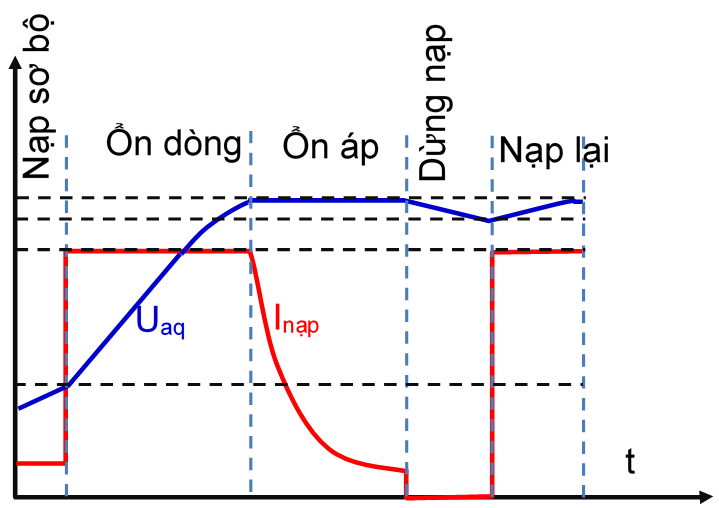 Nạp sơ bộ
Ổn dòng
Ổn áp
Dừng nạp
Nạp lại
Uaq
Inạp
t